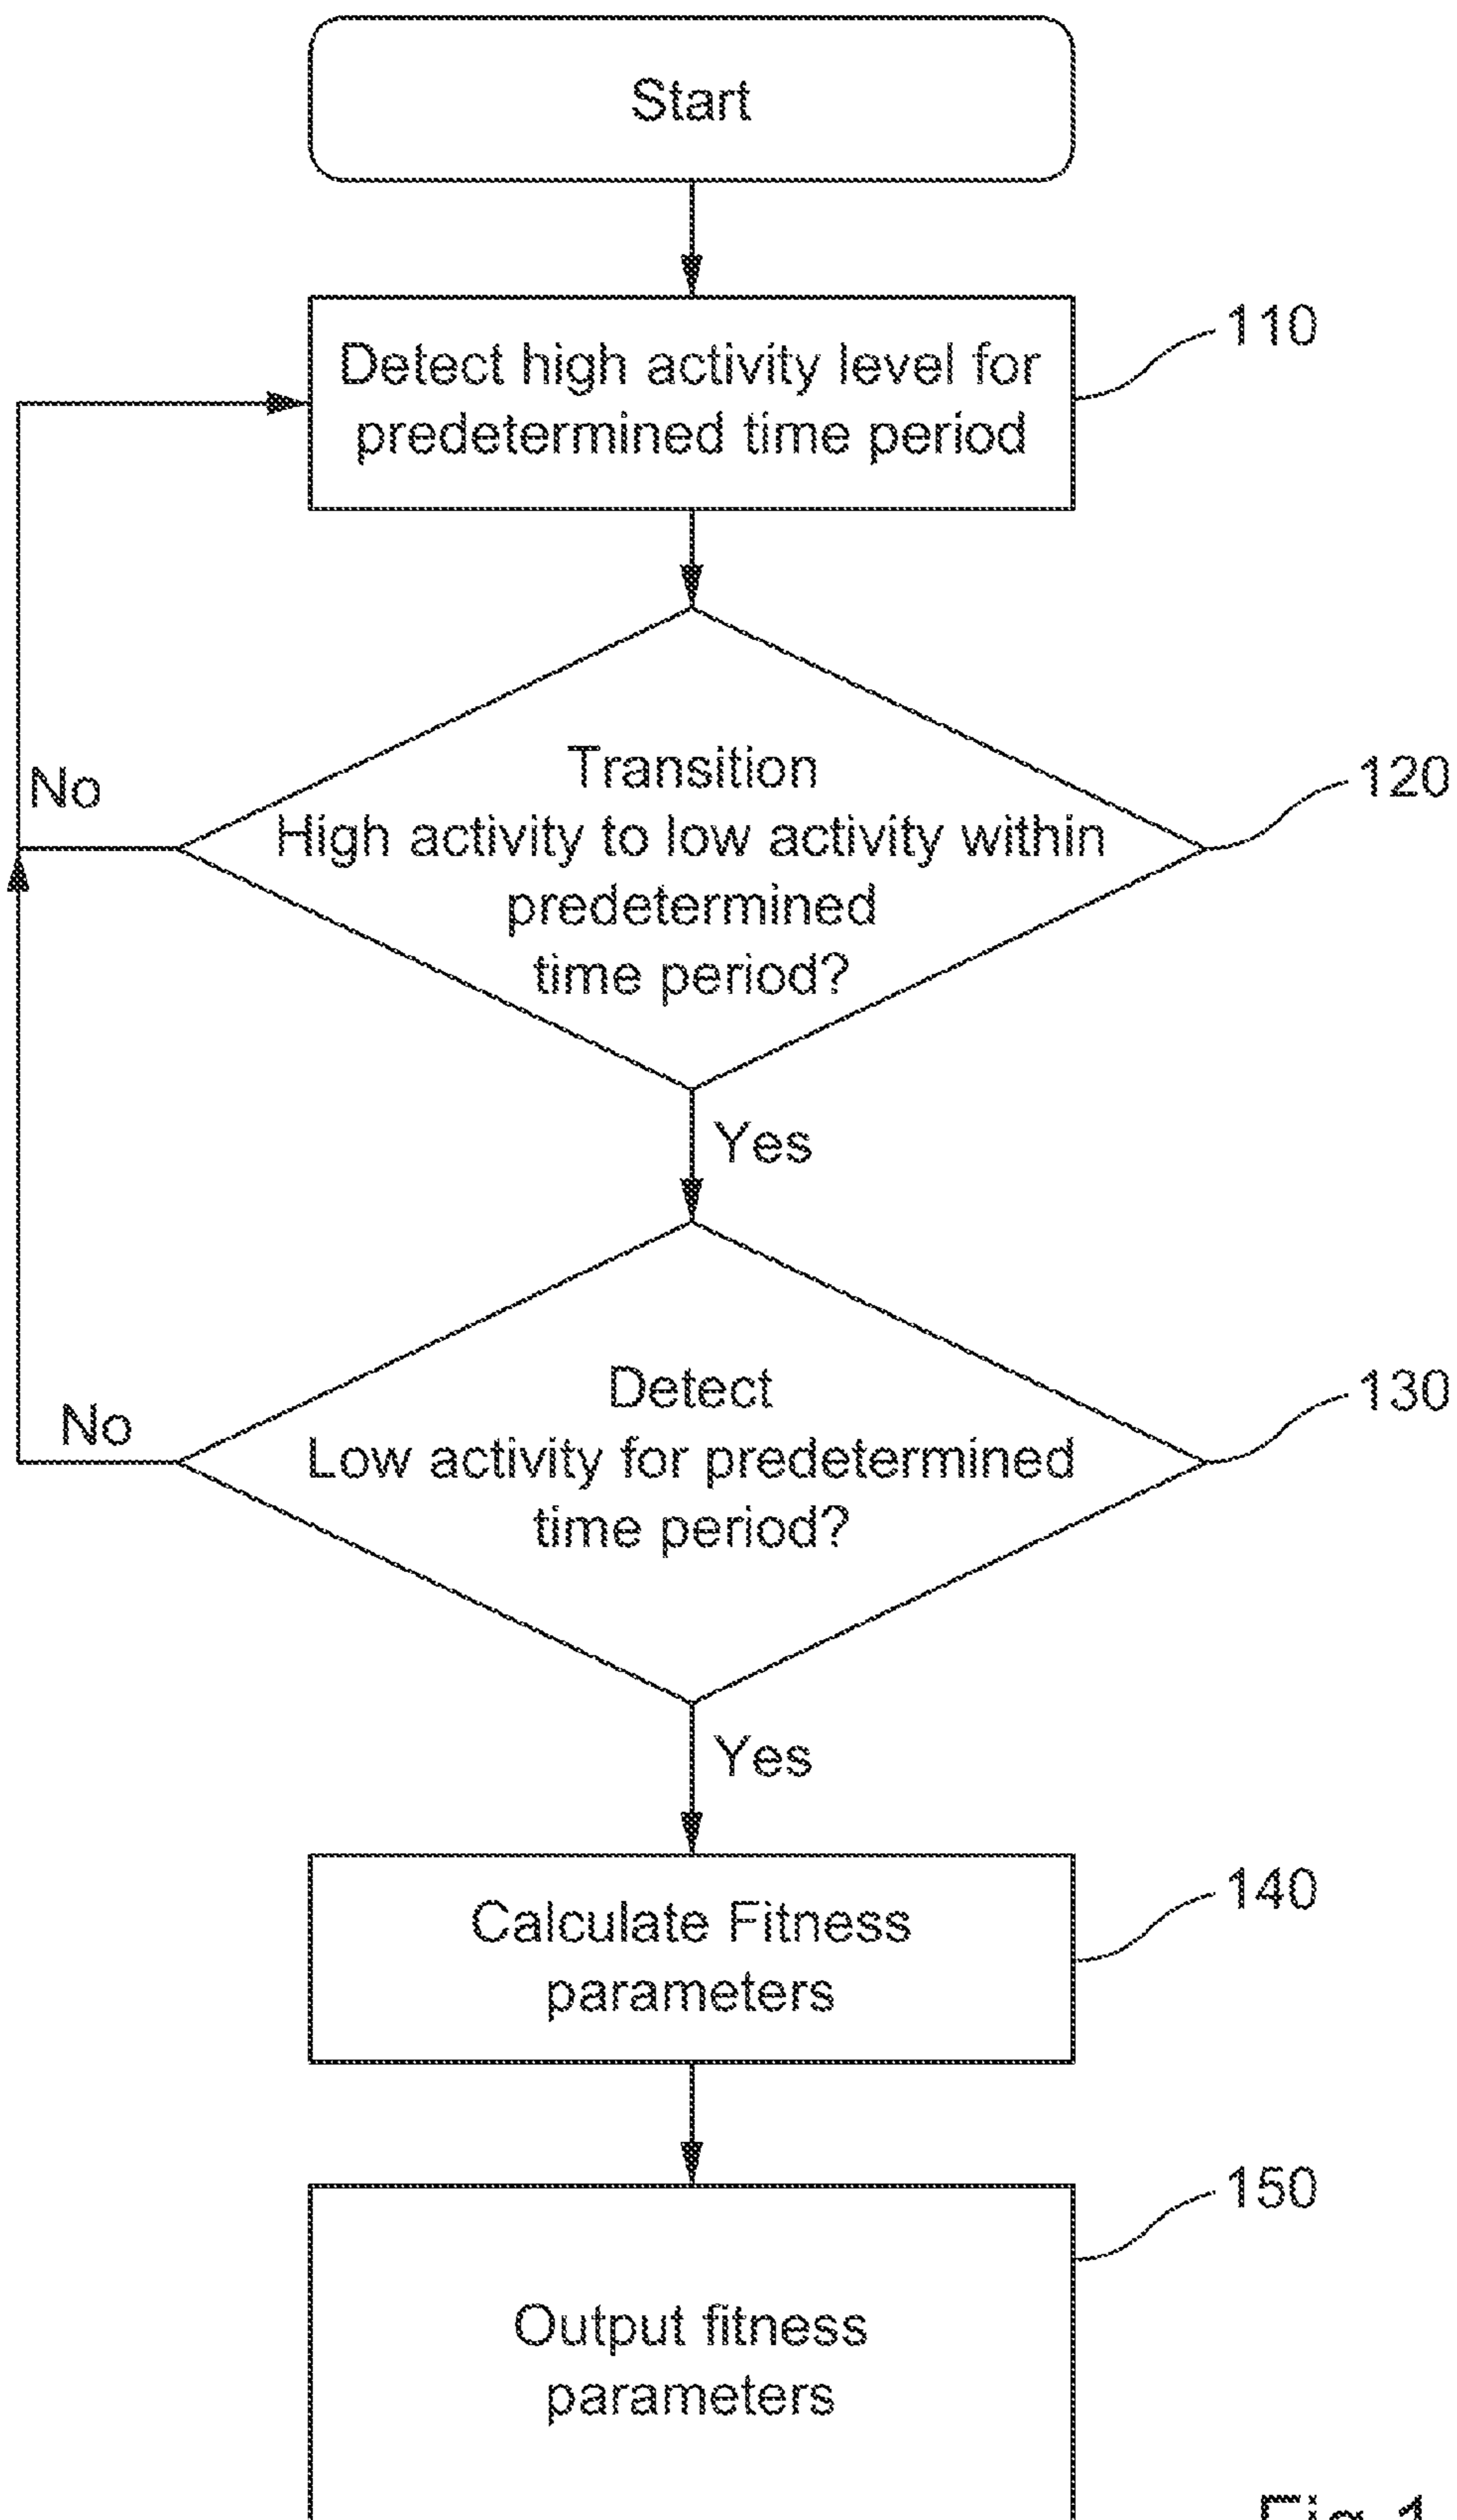 Start
Detect high activity level for
predetermined time period
110
Transition
High activity to low activity within
predetermined
time period?
120
No
Yes
Detect
Low activity for predetermined
time period?
130
No
Yes
Calculate Fitness
parameters
140
Output fitness
parameters
150
Fig.1